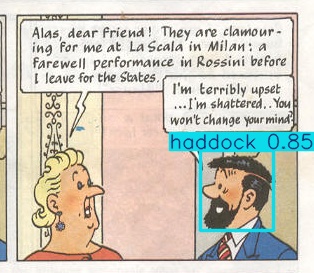 Alas, dear friend! They are clamour-
ing for me at La Scala in Milan: a
farewell performance in Rossini before
I leave for the States.
I'm terribly upset
...I'm shattered...You
won't change your mind?
haddock 0.85